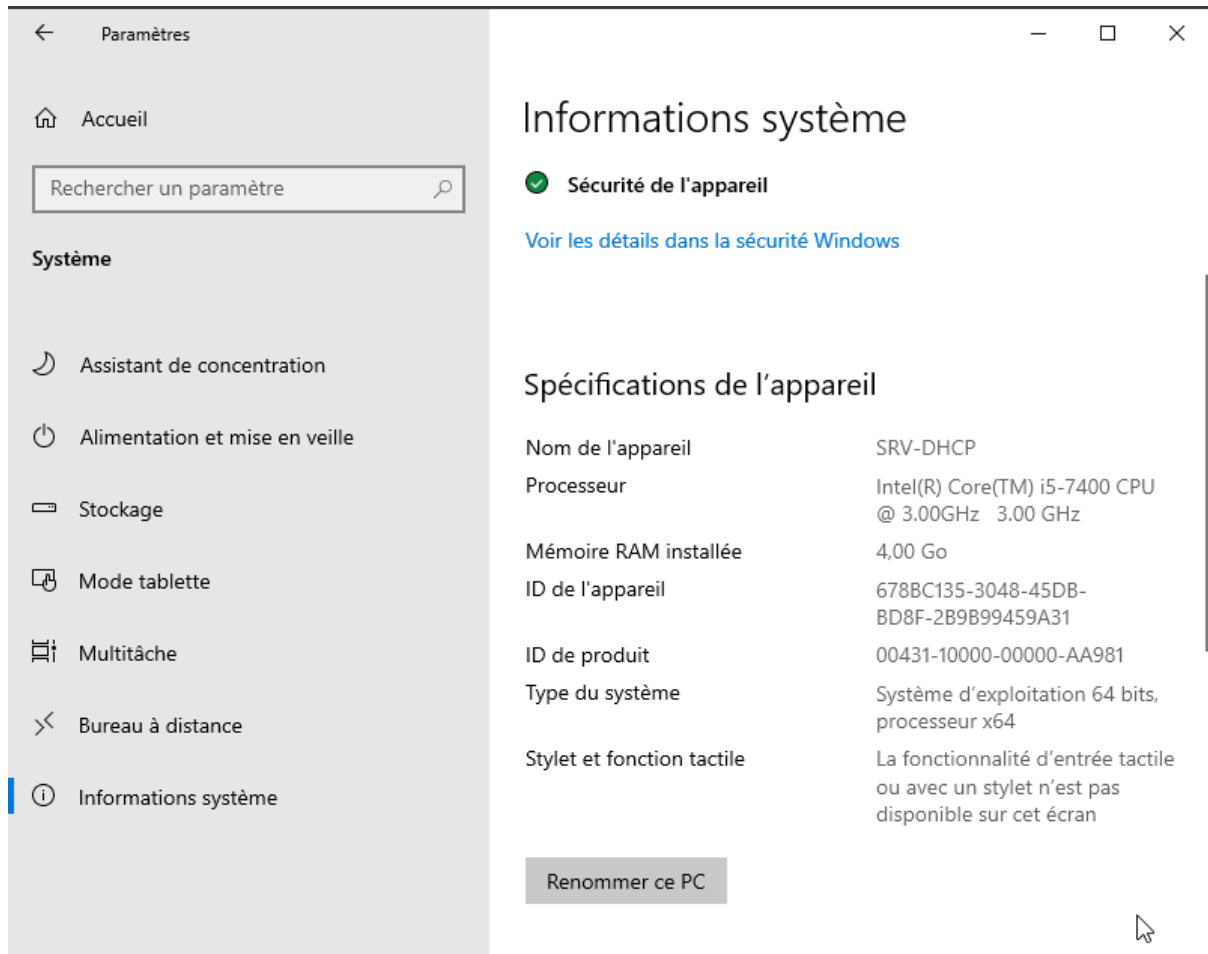 Paramètres
Accueil
Rechercher un paramètre
Système
Assistant de concentration
Alimentation et mise en veille
Stockage
Mode tablette
Multitâche
Bureau à distance
Informations système
Informations système
Sécurité de l'appareil
Voir les détails dans la sécurité Windows
Spécifications de l’appareil
Nom de l'appareil SRV-DHCP
Processeur Intel(R) Core(TM) i5-7400 CPU
@ 3.00GHz 3.00 GHz
Mémoire RAM installée 4,00 Go
ID de l'appareil 678BC135-3048-45DB-
BD8F-2B9B99459A31
ID de produit 00431-10000-00000-AA981
Type du système Système d’exploitation 64 bits,
processeur x64
Stylet et fonction tactile La fonctionnalité d’entrée tactile
ou avec un stylet n’est pas
disponible sur cet écran
Renommer ce PC